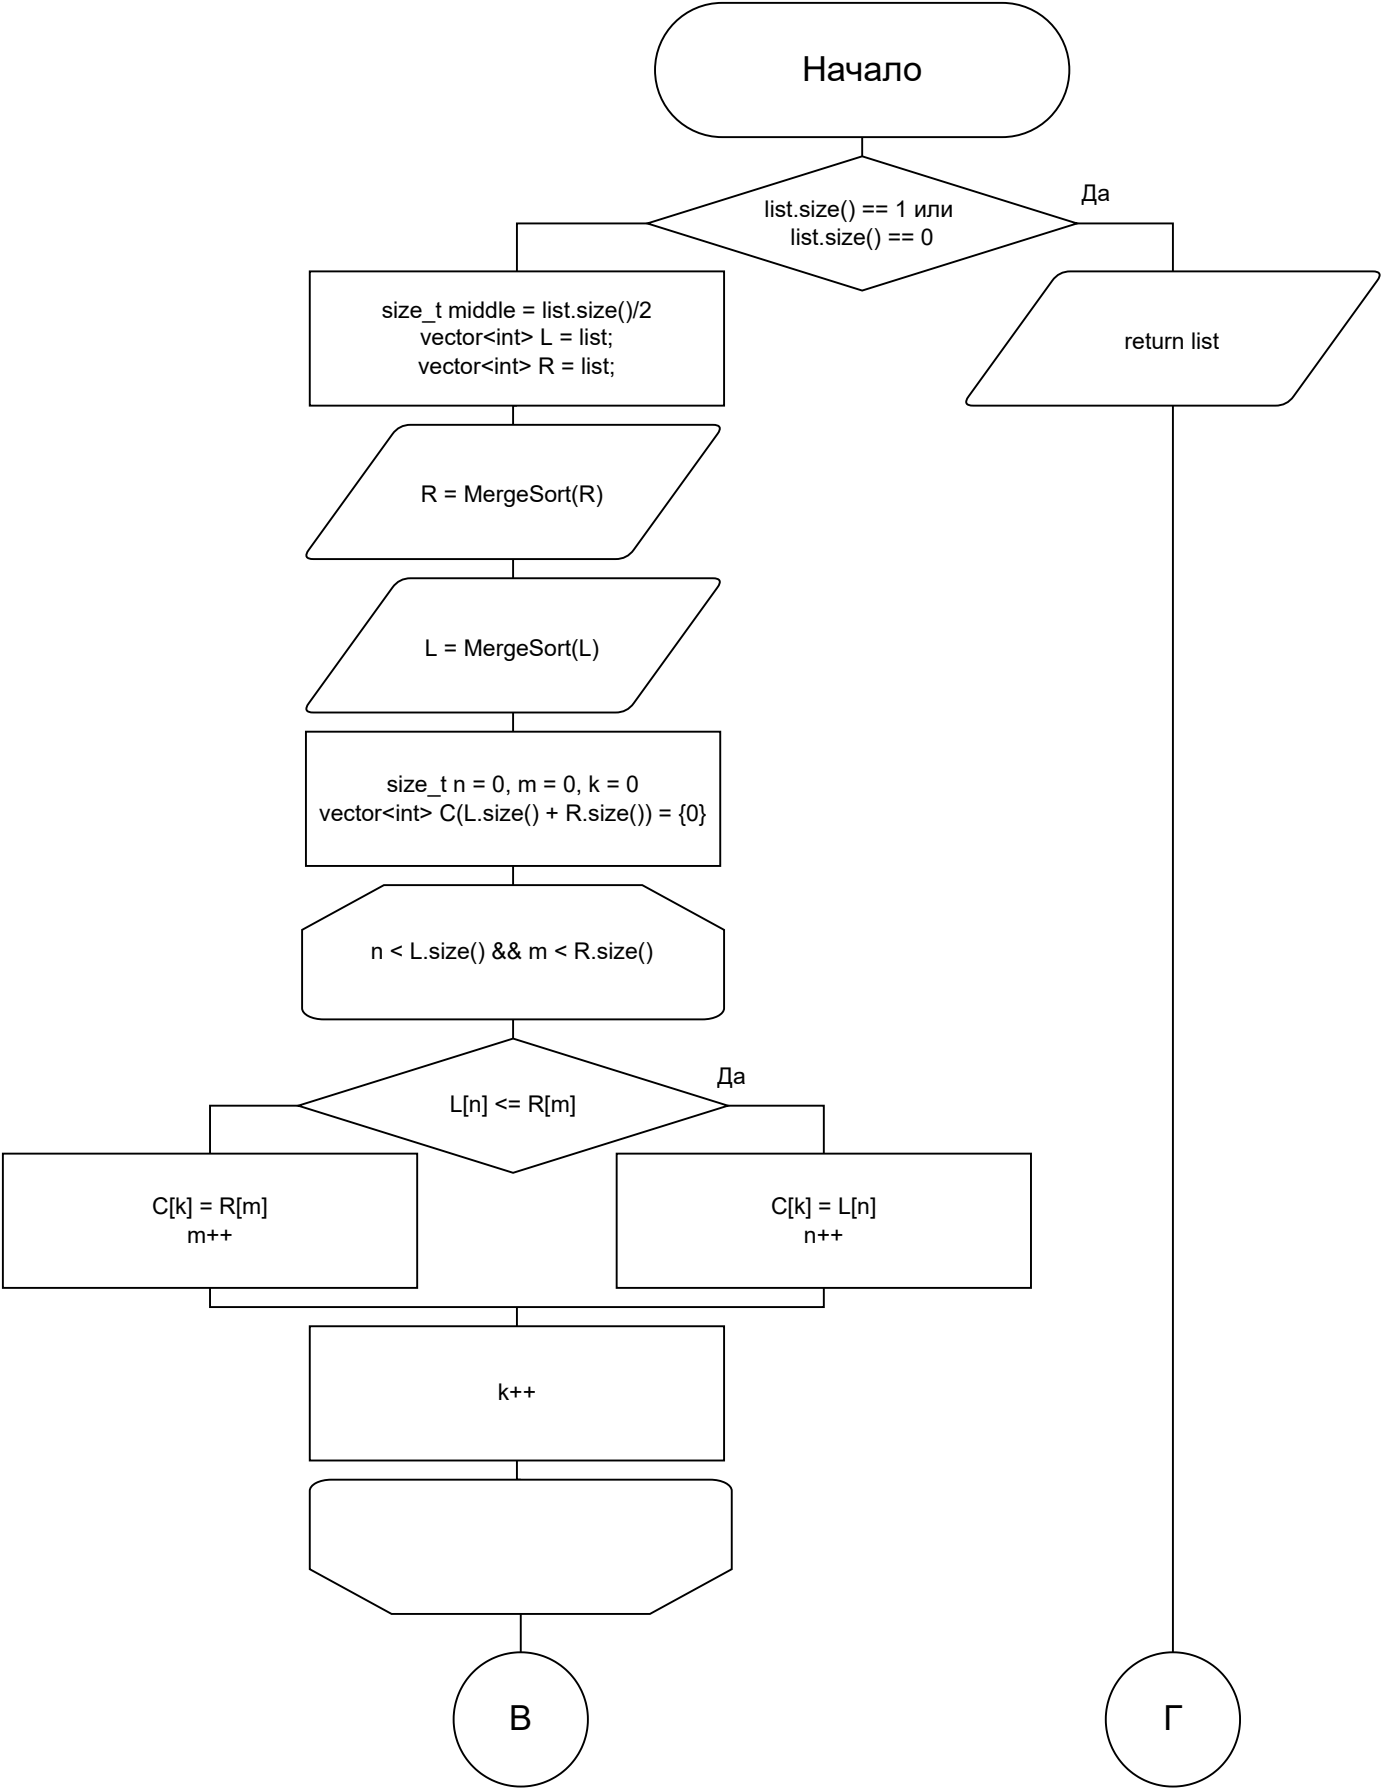 Начало
list.size() == 1 или
list.size() == 0
Да
size_t middle = list.size()/2
vector<int> L = list;
vector<int> R = list;
return list
R = MergeSort(R)
L = MergeSort(L)
size_t n = 0, m = 0, k = 0
vector<int> C(L.size() + R.size()) = {0}
n < L.size() && m < R.size()
Да
L[n] <= R[m]
C[k] = R[m]
m++
C[k] = L[n]
n++
k++
В
Г